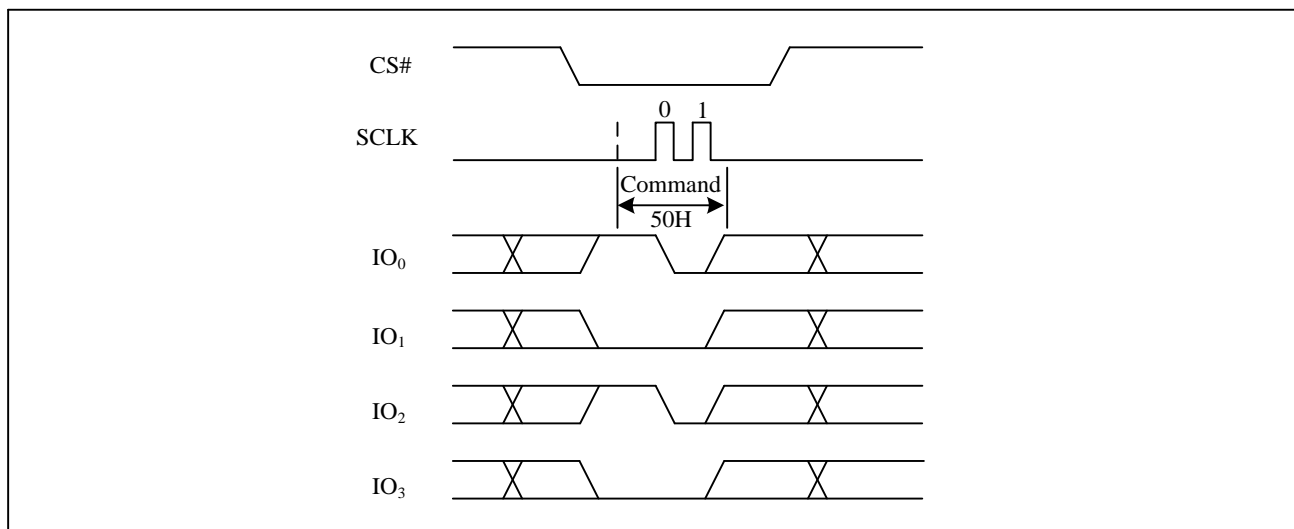 CS#
0 1
SCLK
Command
50H
IO₀
IO₁
IO₂
IO₃